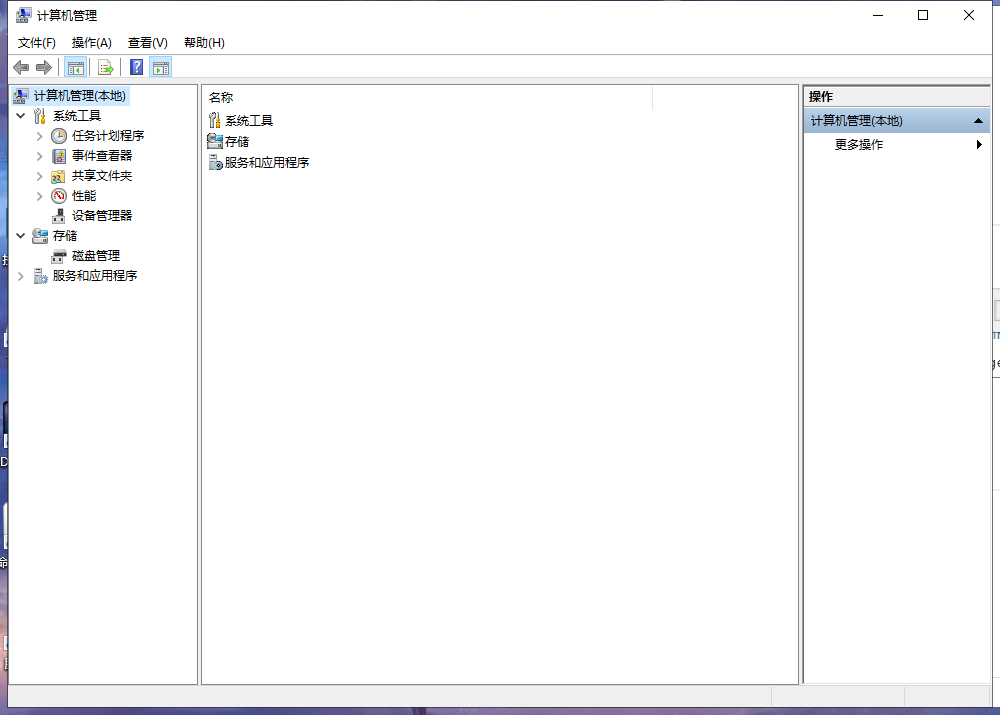 计算机管理
文件(F) 操作(A) 查看(V) 帮助(H)
计算机管理(本地)
系统工具
任务计划程序
事件查看器
共享文件夹
性能
设备管理器
存储
磁盘管理
服务和应用程序
名称
系统工具
存储
服务和应用程序
操作
计算机管理(本地)
更多操作